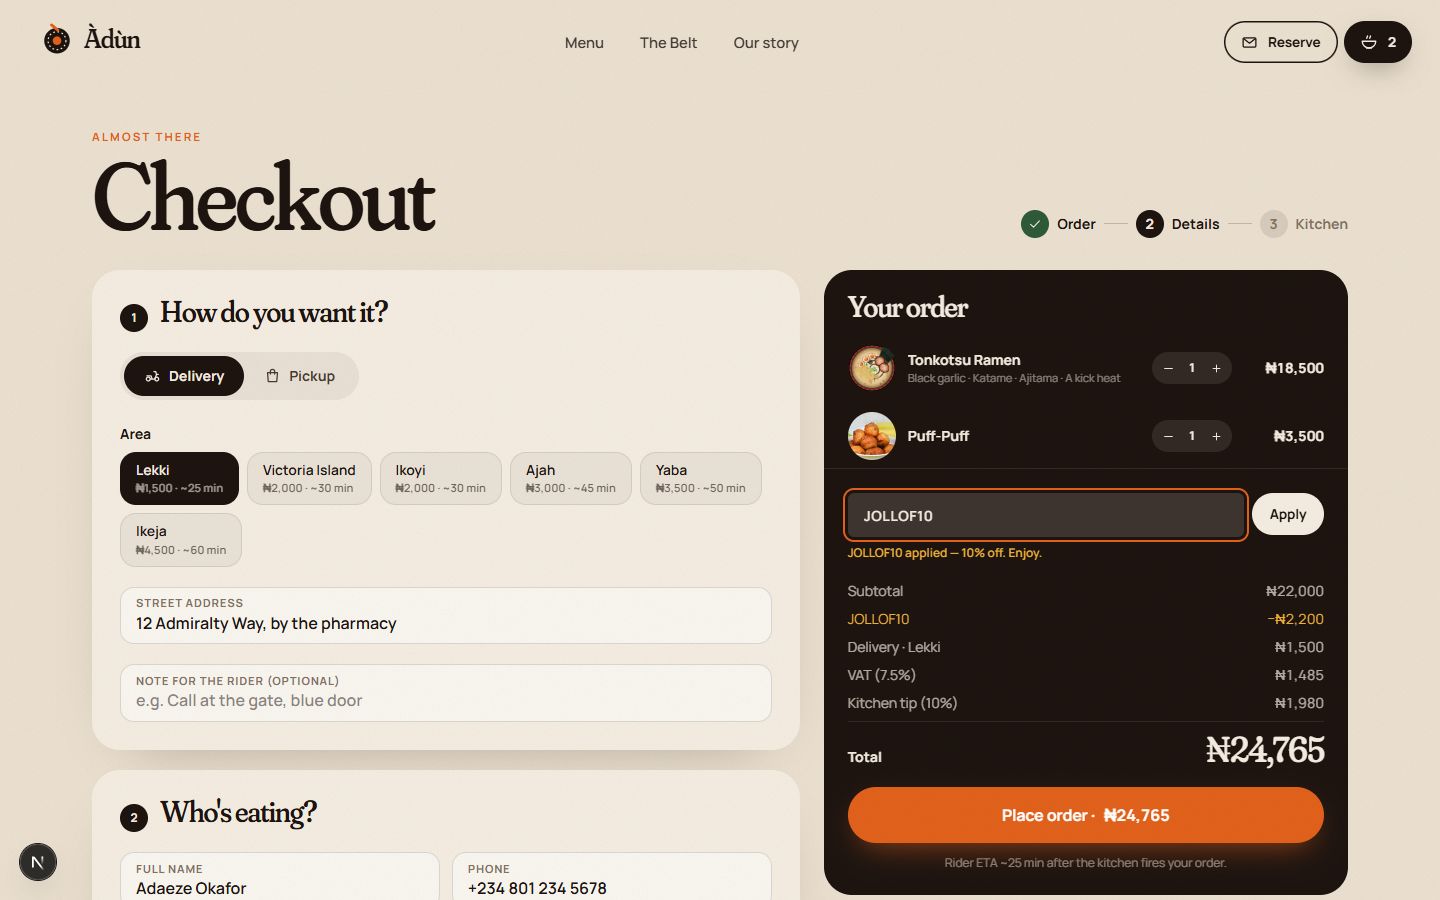 Àdùn
Menu
The Belt
Our story
Reserve
2
ALMOST THERE
Checkout
Order
2 Details
3 Kitchen
1 How do you want it?
Delivery
Pickup
Area
Lekki
₦1,500 · ~25 min
Victoria Island
₦2,000 · ~30 min
Ikoyi
₦2,000 · ~30 min
Ajah
₦3,000 · ~45 min
Yaba
₦3,500 · ~50 min
Ikeja
₦4,500 · ~60 min
STREET ADDRESS
12 Admiralty Way, by the pharmacy
NOTE FOR THE RIDER (OPTIONAL)
e.g. Call at the gate, blue door
2 Who's eating?
FULL NAME
Adaeze Okafor
PHONE
+234 801 234 5678
N
Your order
Tonkotsu Ramen
Black garlic · Katame · Ajitama · A kick heat
− 1 +
₦18,500
Puff-Puff
− 1 +
₦3,500
JOLLOF10
Apply
JOLLOF10 applied — 10% off. Enjoy.
Subtotal ₦22,000
JOLLOF10 −₦2,200
Delivery · Lekki ₦1,500
VAT (7.5%) ₦1,485
Kitchen tip (10%) ₦1,980
Total ₦24,765
Place order · ₦24,765
Rider ETA ~25 min after the kitchen fires your order.